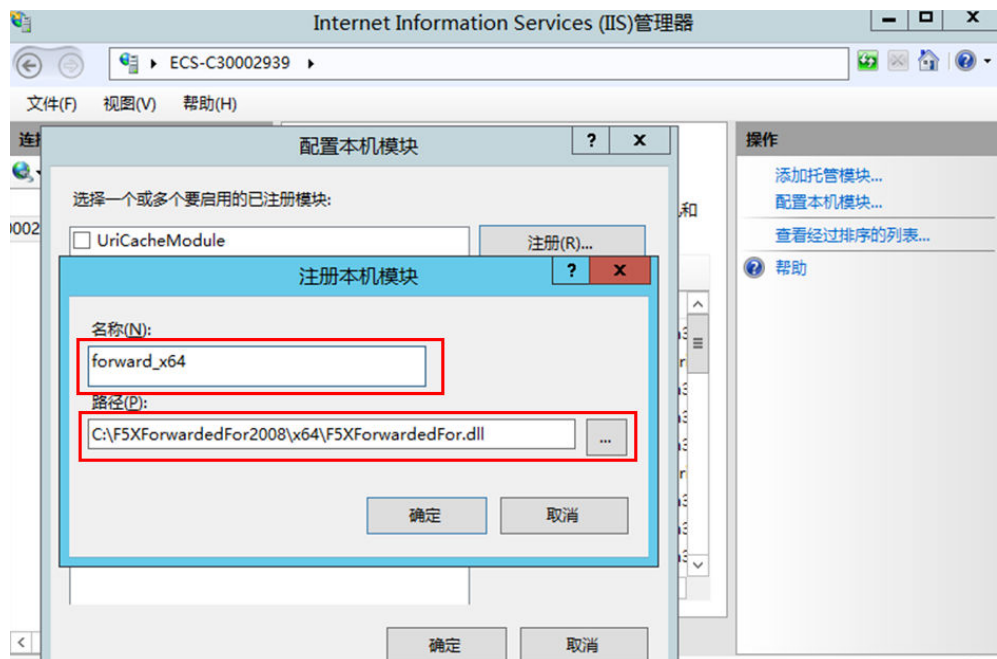 Internet Information Services (IIS)管理器
ECS-C30002939
文件(F) 视图(V) 帮助(H)
配置本机模块
操作
选择一个或多个要启用的已注册模块:
添加托管模块...
配置本机模块...
和
0002
UriCacheModule
注册(R)...
查看经过排序的列表...
注册本机模块
帮助
名称(N):
forward_x64
路径(P):
C:\F5XForwardedFor2008\x64\F5XForwardedFor.dll
...
确定 取消
确定 取消